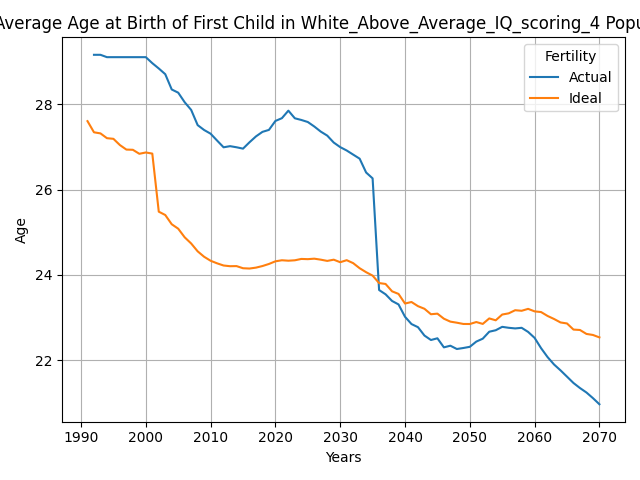 Average Age at Birth of First Child in White_Above_Average_IQ_scoring_4 Popu
Fertility
Actual
Ideal
Age
28
26
24
22
1990 2000 2010 2020 2030 2040 2050 2060 2070
Years